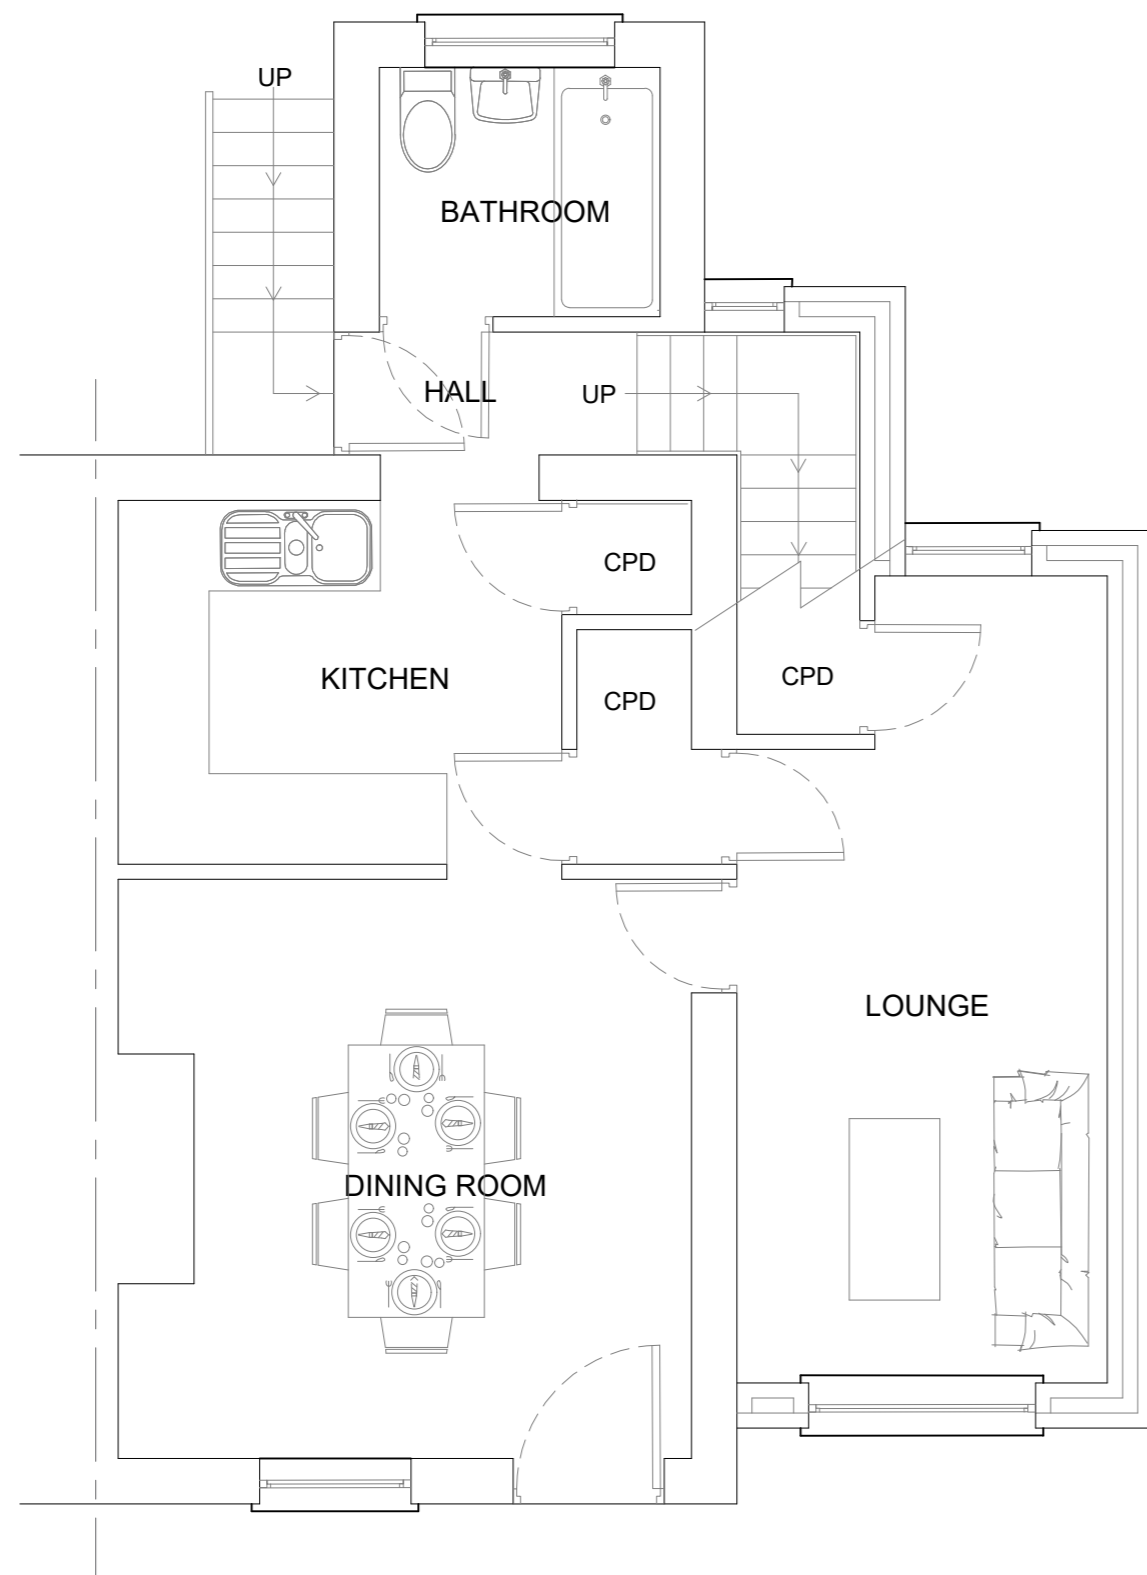 UP
BATHROOM
HALL
UP
CPD
KITCHEN
CPD
CPD
LOUNGE
DINING ROOM